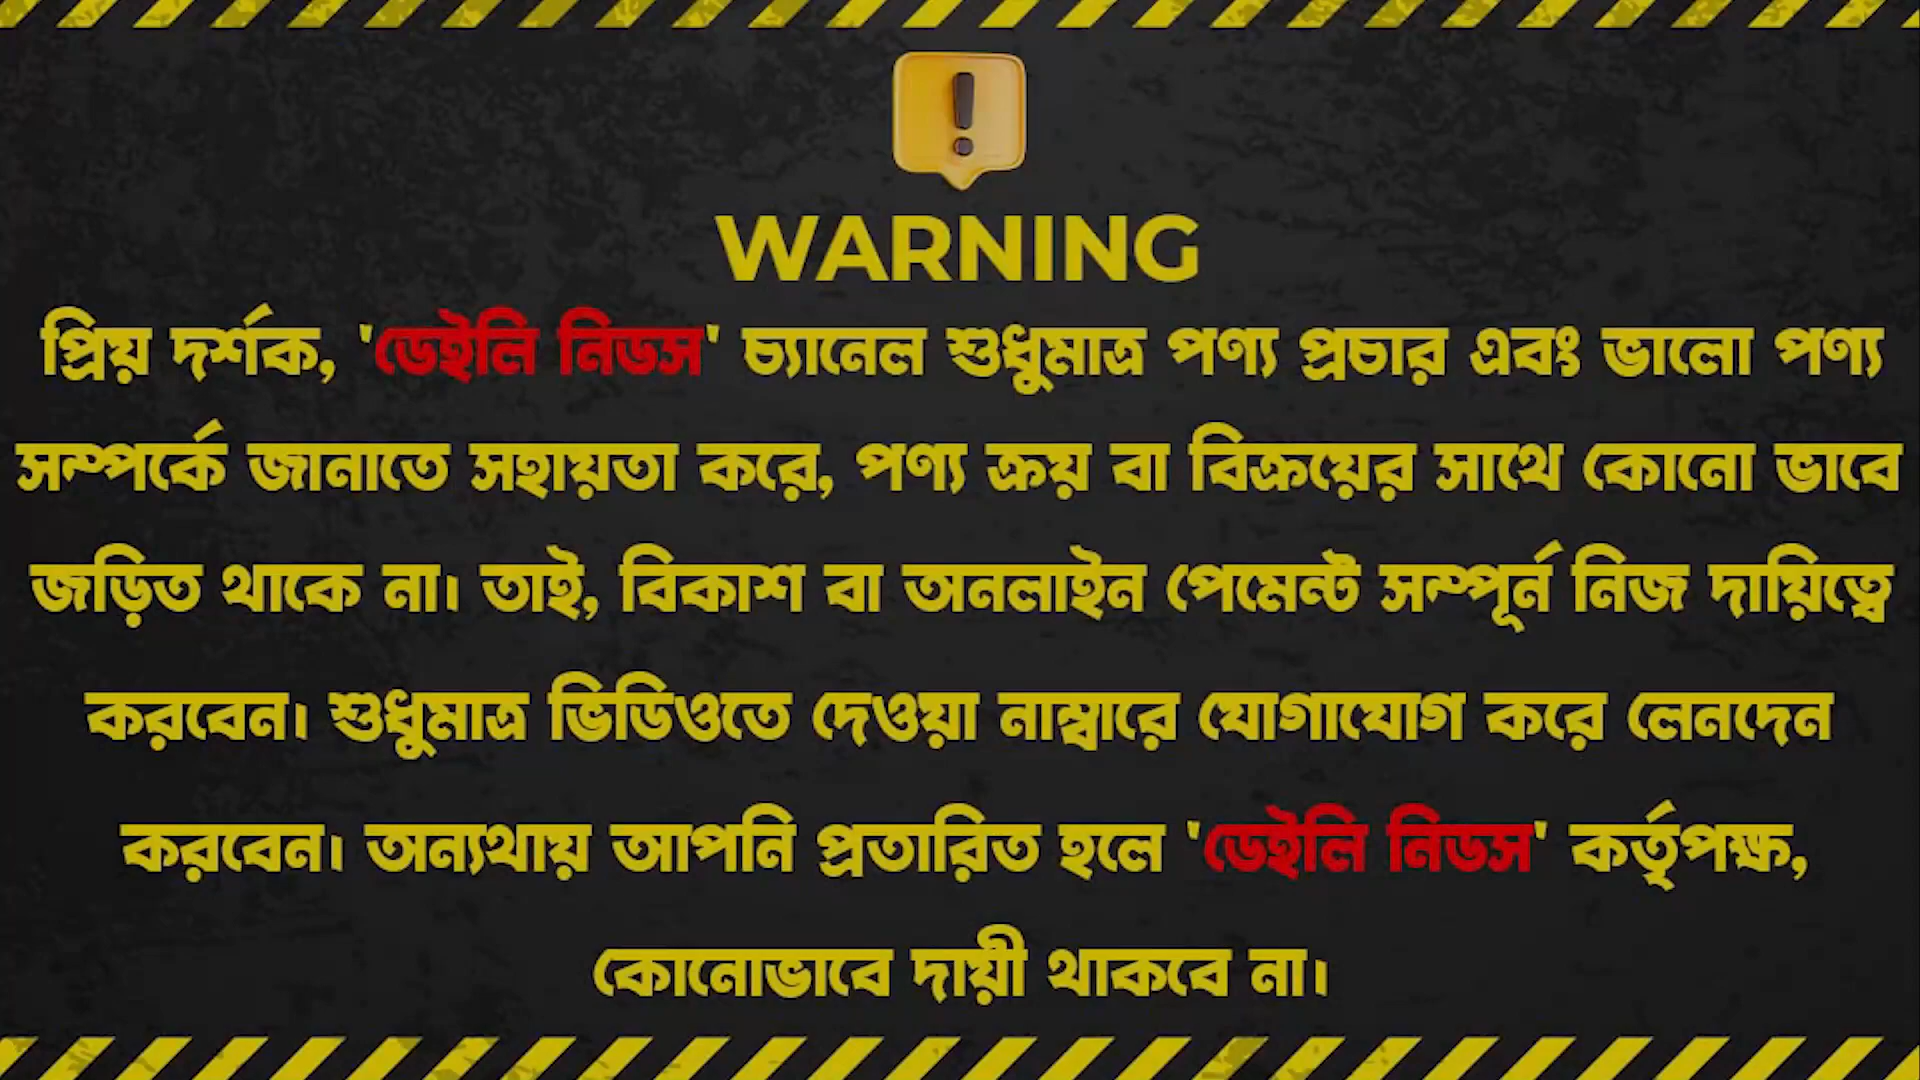 WARNING
প্রিয় দর্শক, 'ডেইলি নিডস' চ্যানেল শুধুমাত্র পণ্য প্রচার এবং ভালো পণ্য
সম্পর্কে জানাতে সহায়তা করে, পণ্য ক্রয় বা বিক্রয়ের সাথে কোনো ভাবে
জড়িত থাকে না। তাই, বিকাশ বা অনলাইন পেমেন্ট সম্পূর্ন নিজ দায়িত্বে
করবেন। শুধুমাত্র ভিডিওতে দেওয়া নাম্বারে যোগাযোগ করে লেনদেন
করবেন। অন্যথায় আপনি প্রতারিত হলে 'ডেইলি নিডস' কর্তৃপক্ষ,
কোনোভাবে দায়ী থাকবে না।